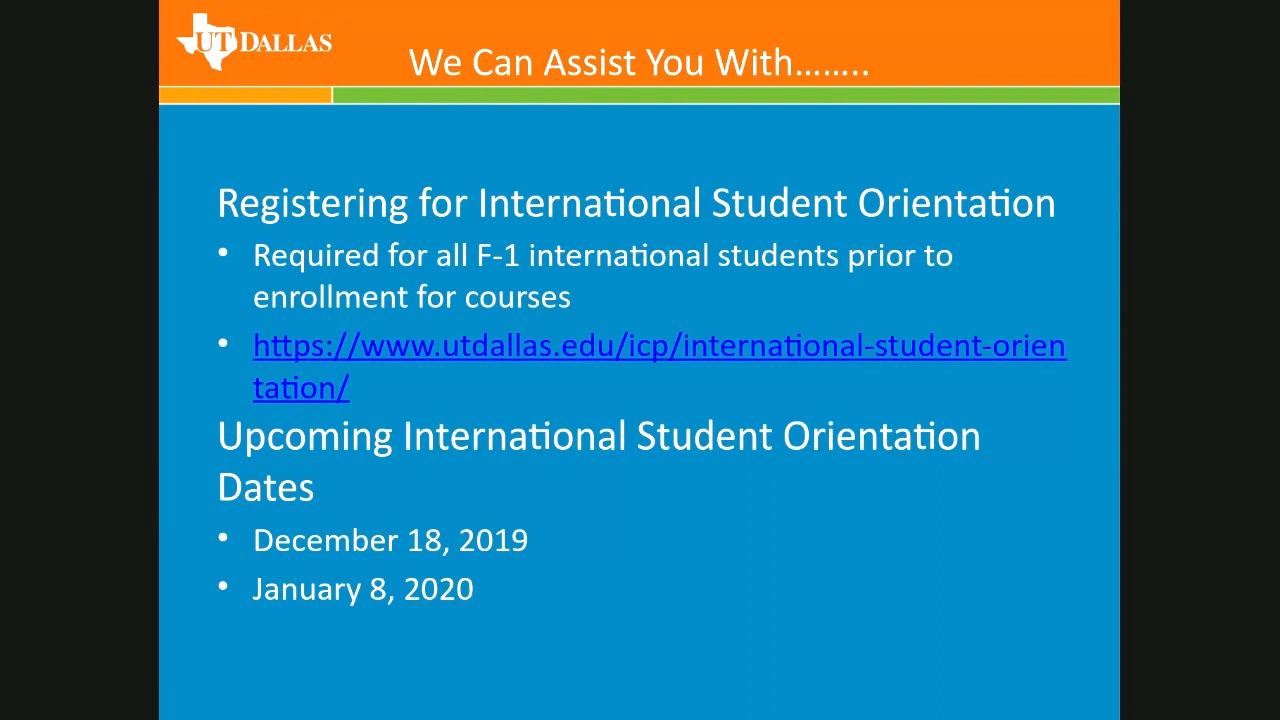 UT DALLAS
We Can Assist You With……..
Registering for International Student Orientation
• Required for all F-1 international students prior to
enrollment for courses
• https://www.utdallas.edu/icp/international-student-orien
tation/
Upcoming International Student Orientation
Dates
• December 18, 2019
• January 8, 2020